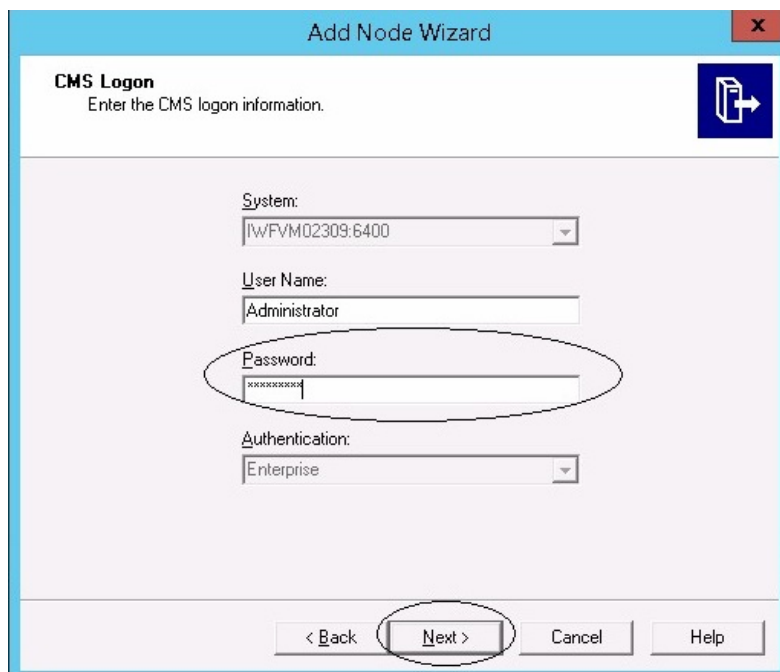 Add Node Wizard
x
CMS Logon
Enter the CMS logon information.
System:
IWFVM02309:6400
User Name:
Administrator
Password:
*********
Authentication:
Enterprise
< Back
Next >
Cancel
Help